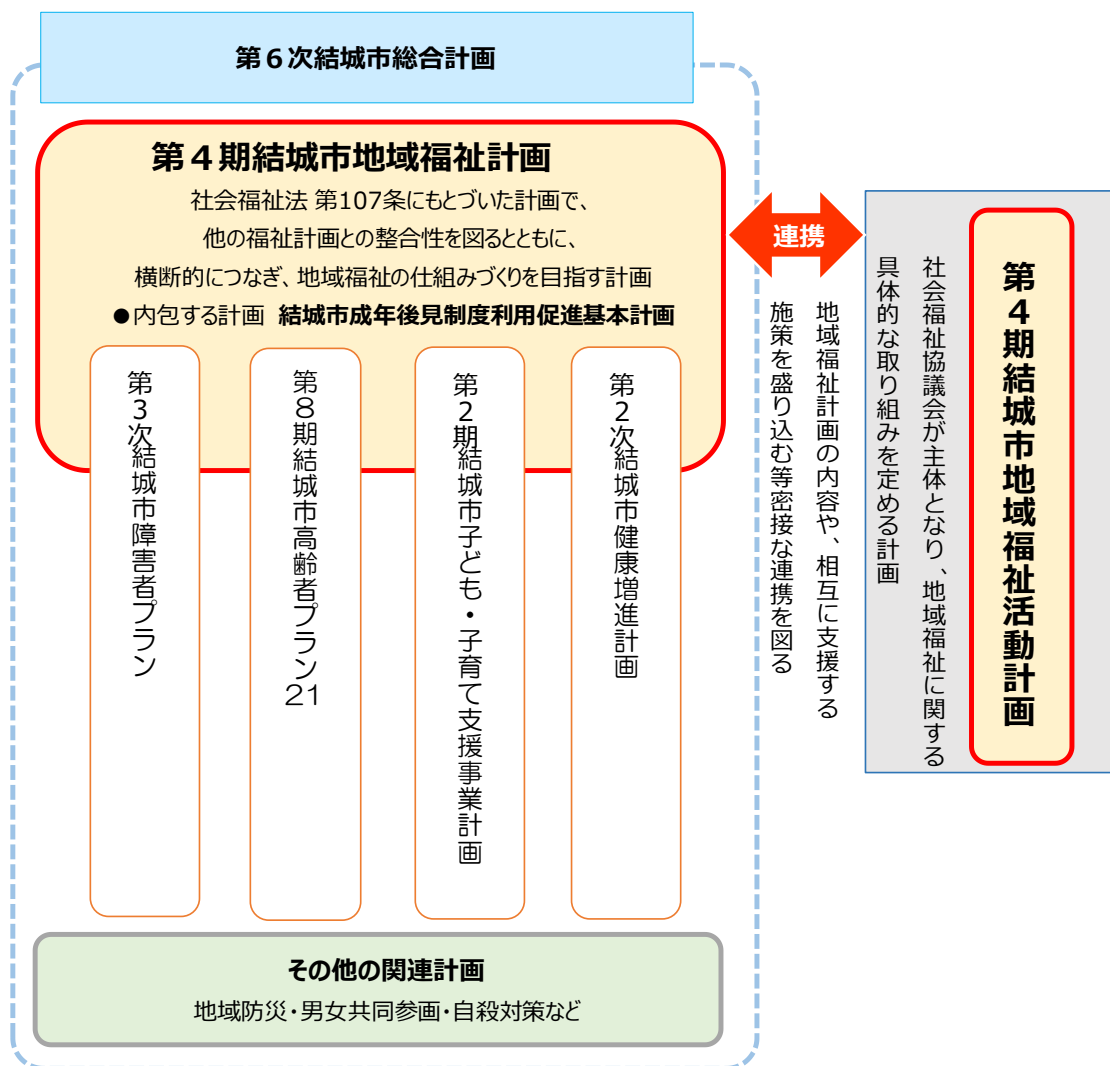 第６次結城市総合計画
第４期結城市地域福祉計画
社会福祉法 第107条にもとづいた計画で、
他の福祉計画との整合性を図るとともに、
横断的につなぎ、地域福祉の仕組みづくりを目指す計画
●内包する計画 結城市成年後見制度利用促進基本計画
第3次結城市障害者プラン
第8期結城市高齢者プラン21
第2期結城市子ども・子育て支援事業計画
第2次結城市健康増進計画
その他の関連計画
地域防災・男女共同参画・自殺対策など
連携
地域福祉計画の内容や、相互に支援する
施策を盛り込む等密接な連携を図る
第４期結城市地域福祉活動計画
社会福祉協議会が主体となり、地域福祉に関する
具体的な取り組みを定める計画